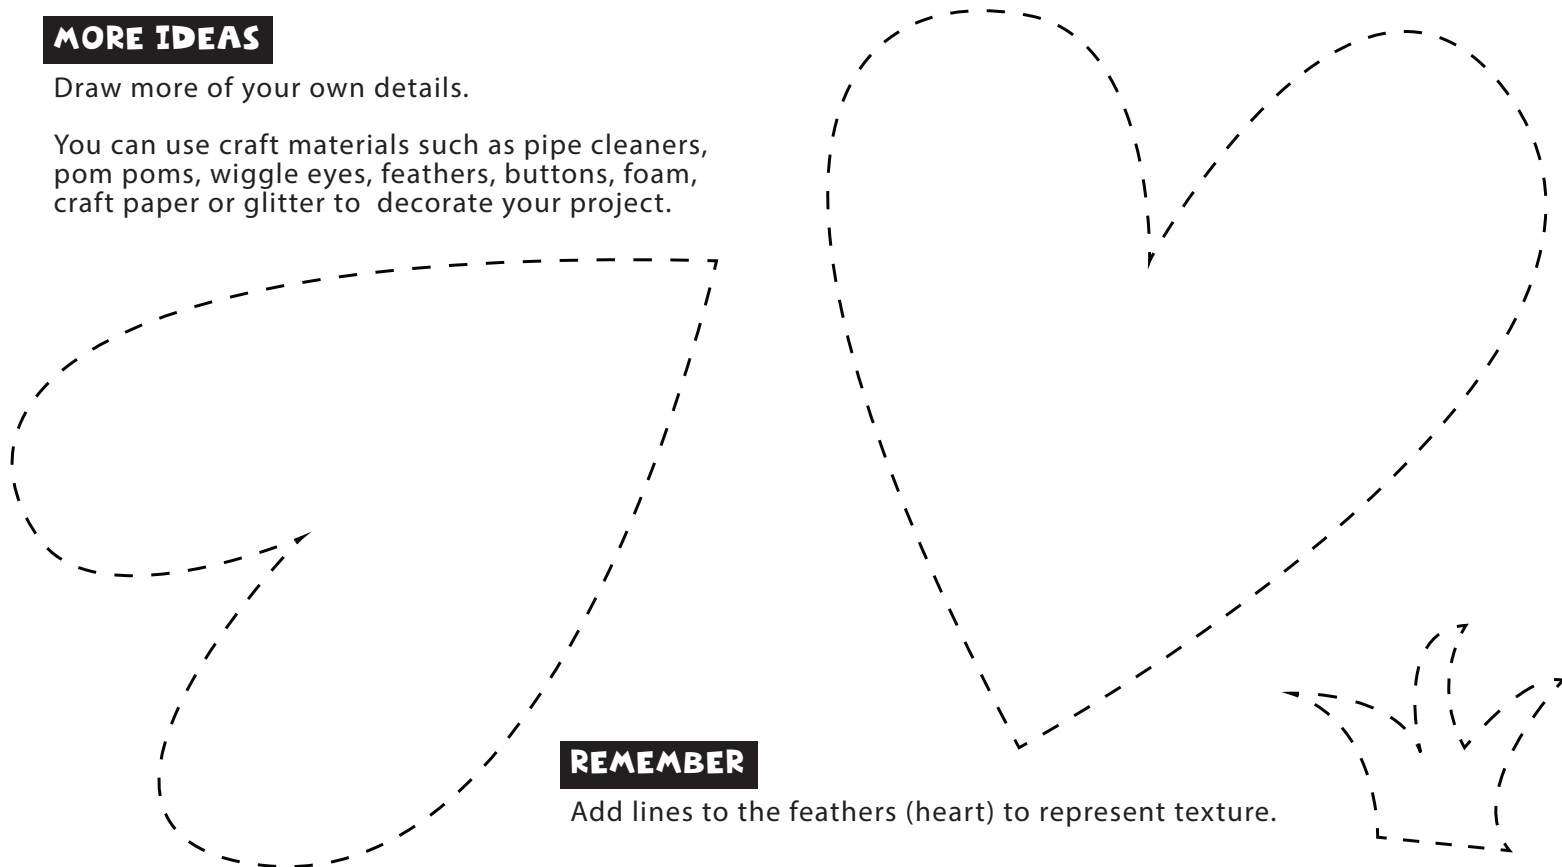 MORE IDEAS
Draw more of your own details.
You can use craft materials such as pipe cleaners,
pom poms, wiggle eyes, feathers, buttons, foam,
craft paper or glitter to  decorate your project.
REMEMBER
Add lines to the feathers (heart) to represent texture.